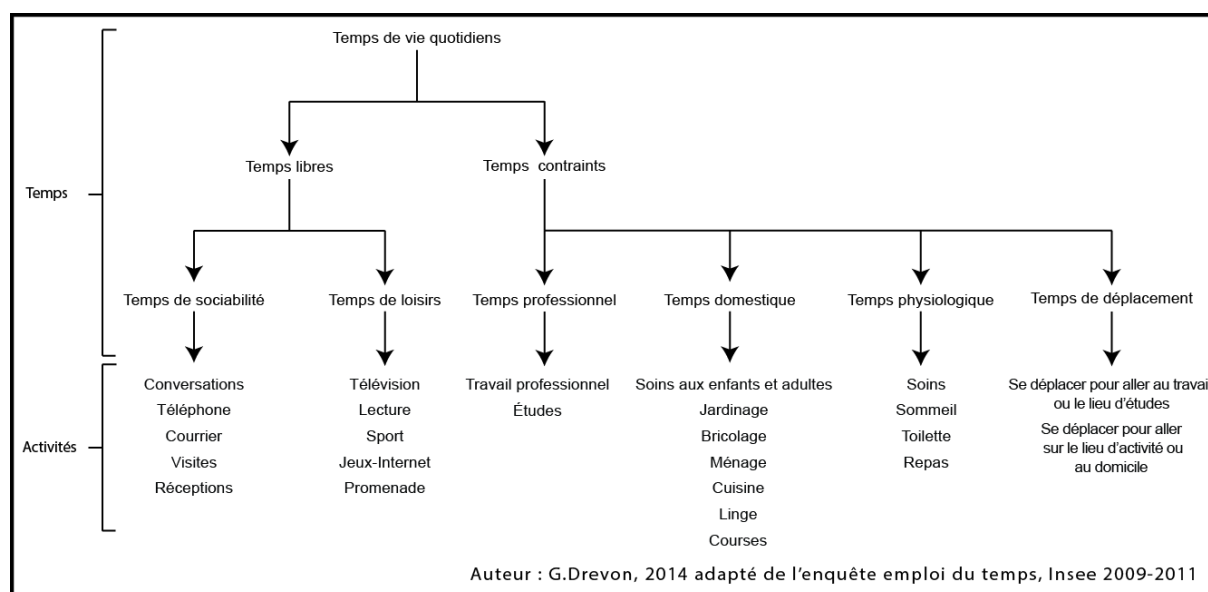 Temps de vie quotidiens
Temps
Temps libres
Temps contraints
Temps de sociabilité
Temps de loisirs
Temps professionnel
Temps domestique
Temps physiologique
Temps de déplacement
Activités
Conversations
Téléphone
Courrier
Visites
Réceptions
Télévision
Lecture
Sport
Jeux-Internet
Promenade
Travail professionnel
Études
Soins aux enfants et adultes
Jardinage
Bricolage
Ménage
Cuisine
Linge
Courses
Soins
Sommeil
Toilette
Repas
Se déplacer pour aller au travail
ou le lieu d'études
Se déplacer pour aller
sur le lieu d'activité ou
au domicile
Auteur : G.Drevon, 2014 adapté de l'enquête emploi du temps, Insee 2009-2011